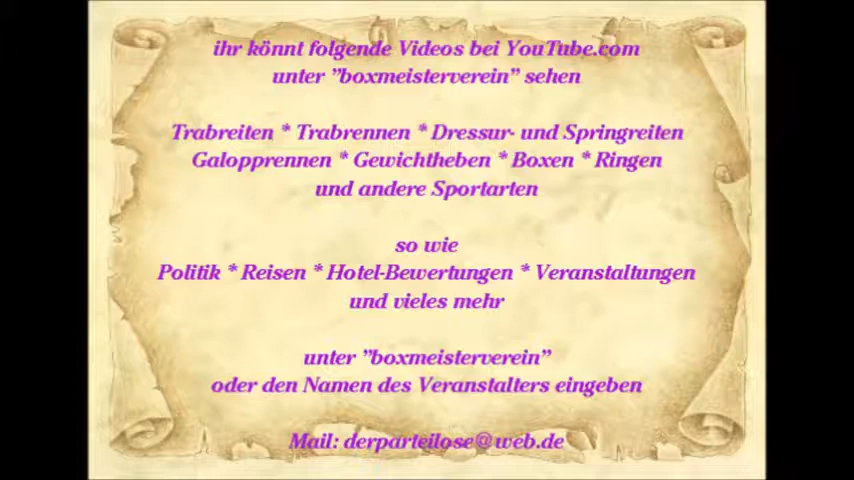 ihr könnt folgende Videos bei YouTube.com
unter "boxmeisterverein" sehen
Trabreiten * Trabrennen * Dressur- und Springreiten
Galopprennen * Gewichtheben * Boxen * Ringen
und andere Sportarten
so wie
Politik * Reisen * Hotel-Bewertungen * Veranstaltungen
und vieles mehr
unter "boxmeisterverein"
oder den Namen des Veranstalters eingeben
Mail: derparteilose@web.de